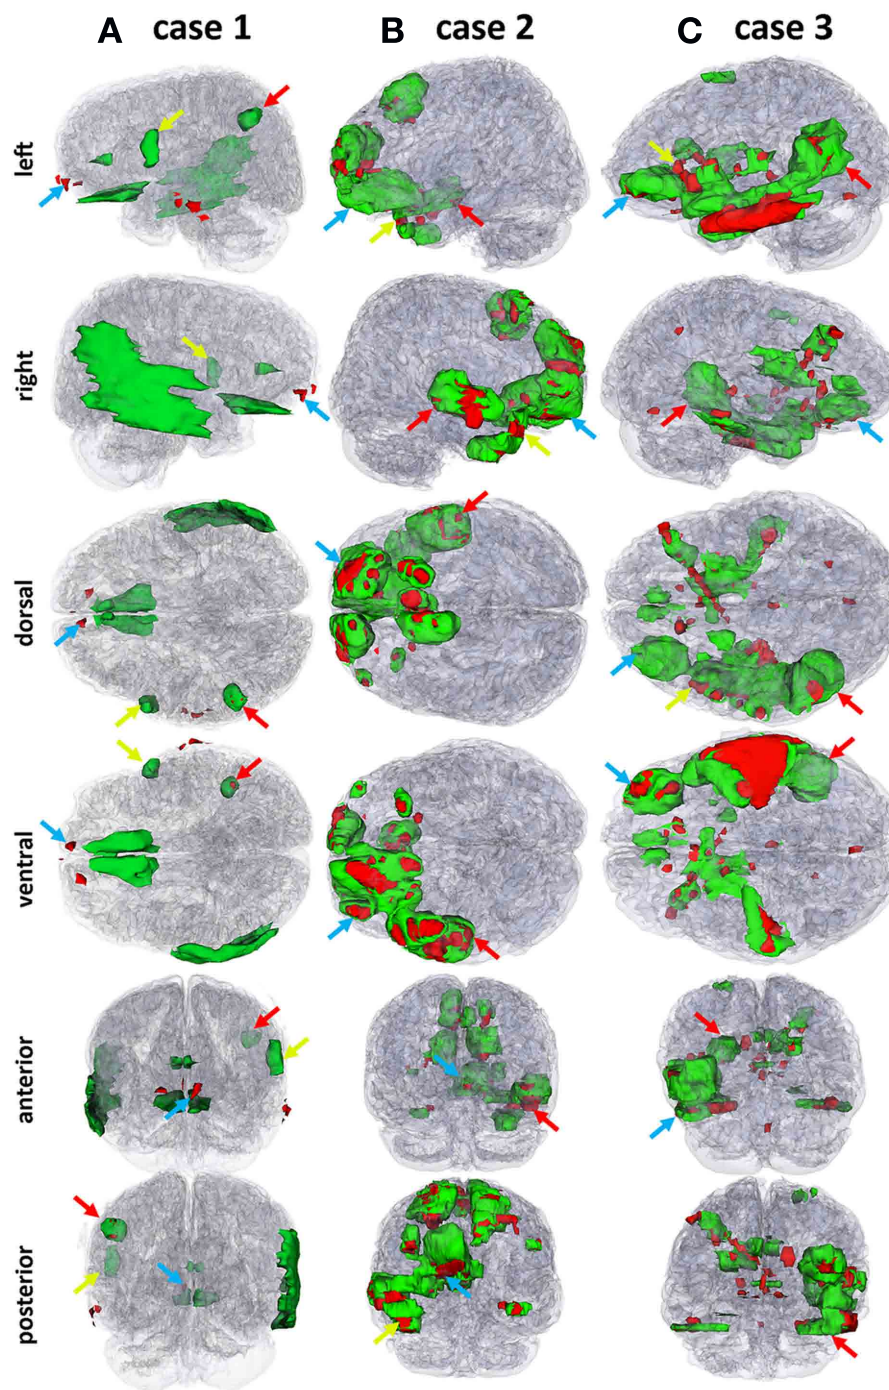 A case 1 B case 2 C case 3
left
right
dorsal
ventral
anterior
posterior